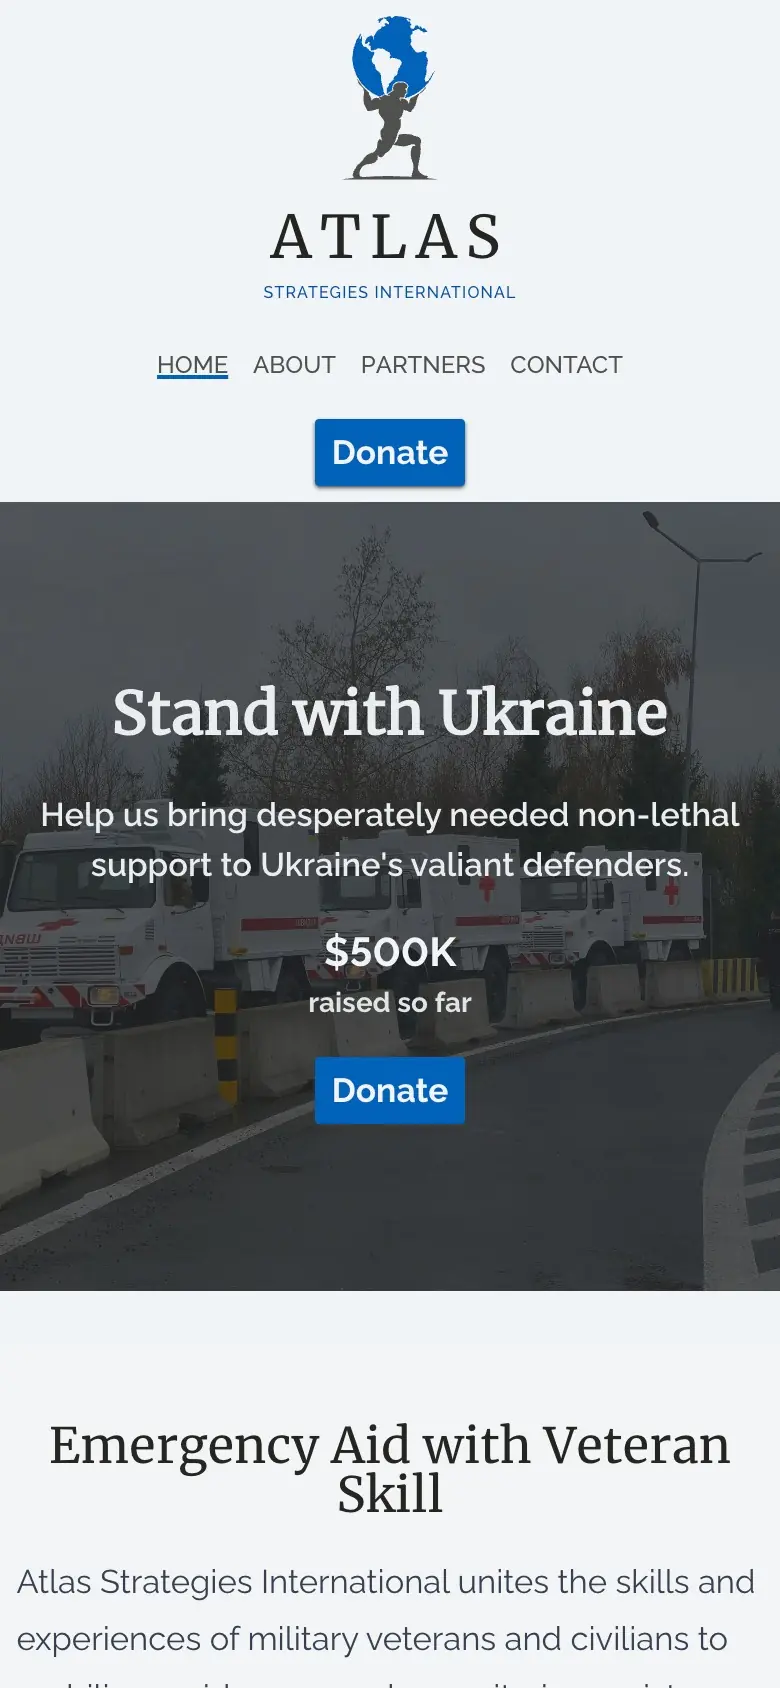 ATLAS
STRATEGIES INTERNATIONAL
HOME ABOUT PARTNERS CONTACT
Donate
Stand with Ukraine
Help us bring desperately needed non-lethal
support to Ukraine's valiant defenders.
$500K
raised so far
Donate
Emergency Aid with Veteran
Skill
Atlas Strategies International unites the skills and
experiences of military veterans and civilians to